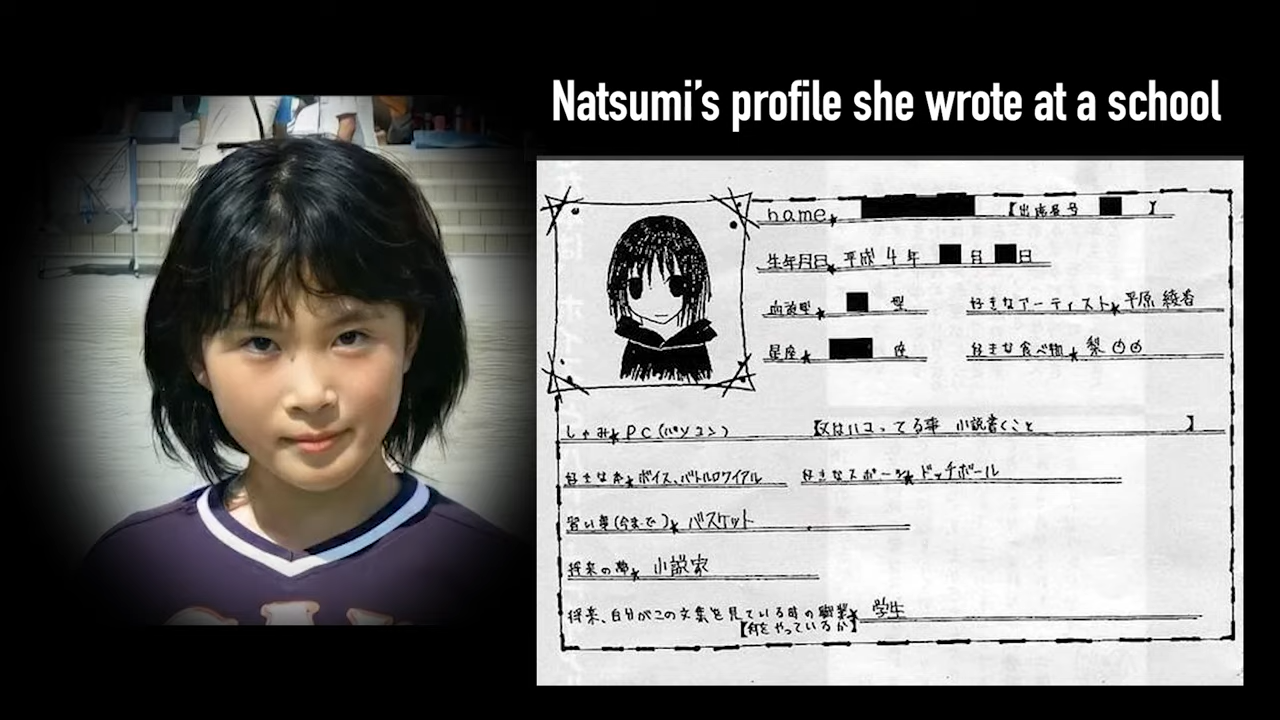 Natsumi's profile she wrote at a school
name
【出席番号 】
生年月日 平成 4 年 月 日
血液型 型 好きなアーティスト 平原 綾香
星座 座 好きな食べ物 梨
しゅみ PC(パソコン) 【又はハコってる事 小説書くこと 】
好きな本 ボイス、バトルロワイアル 好きなスポーツ ドッチボール
習い事(今まで) バスケット
将来の夢 小説家
将来、自分がこの文集を見ている時の職業 学生
【何をやっているか】